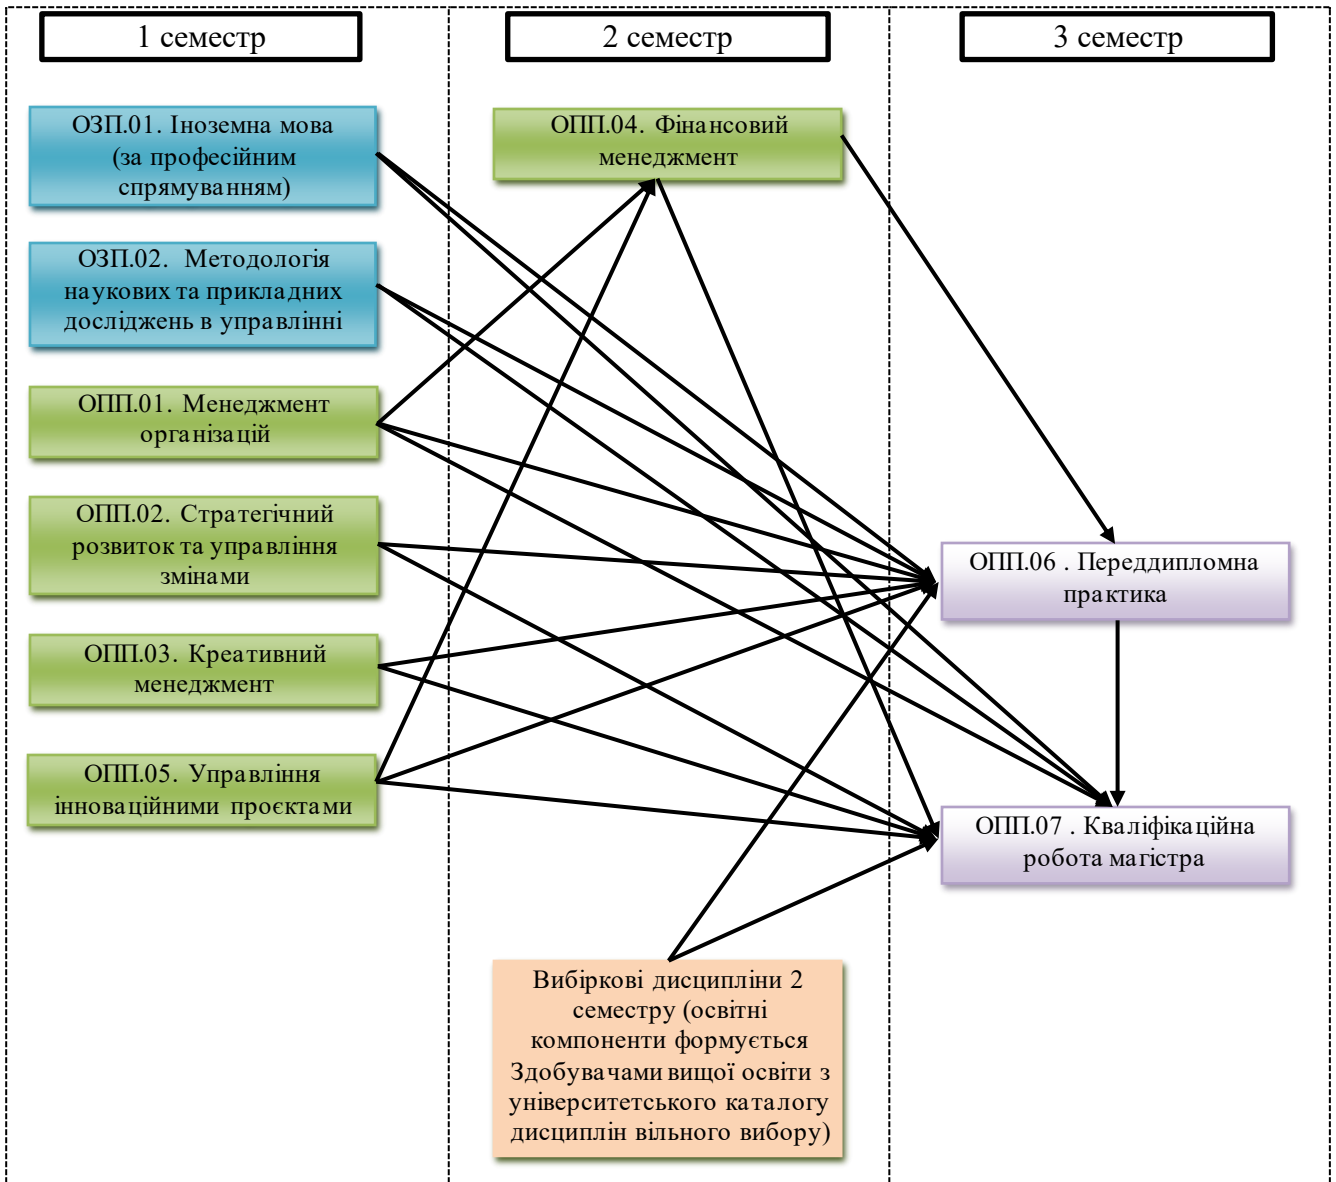 1 семестр
2 семестр
3 семестр
ОЗП.01. Іноземна мова
(за професійним
спрямуванням)
ОЗП.02. Методологія
наукових та прикладних
досліджень в управлінні
ОПП.01. Менеджмент
організацій
ОПП.02. Стратегічний
розвиток та управління
змінами
ОПП.03. Креативний
менеджмент
ОПП.05. Управління
інноваційними проєктами
ОПП.04. Фінансовий
менеджмент
Вибіркові дисципліни 2
семестру (освітні
компоненти формується
Здобувачами вищої освіти з
університетського каталогу
дисциплін вільного вибору)
ОПП.06 . Переддипломна
практика
ОПП.07 . Кваліфікаційна
робота магістра